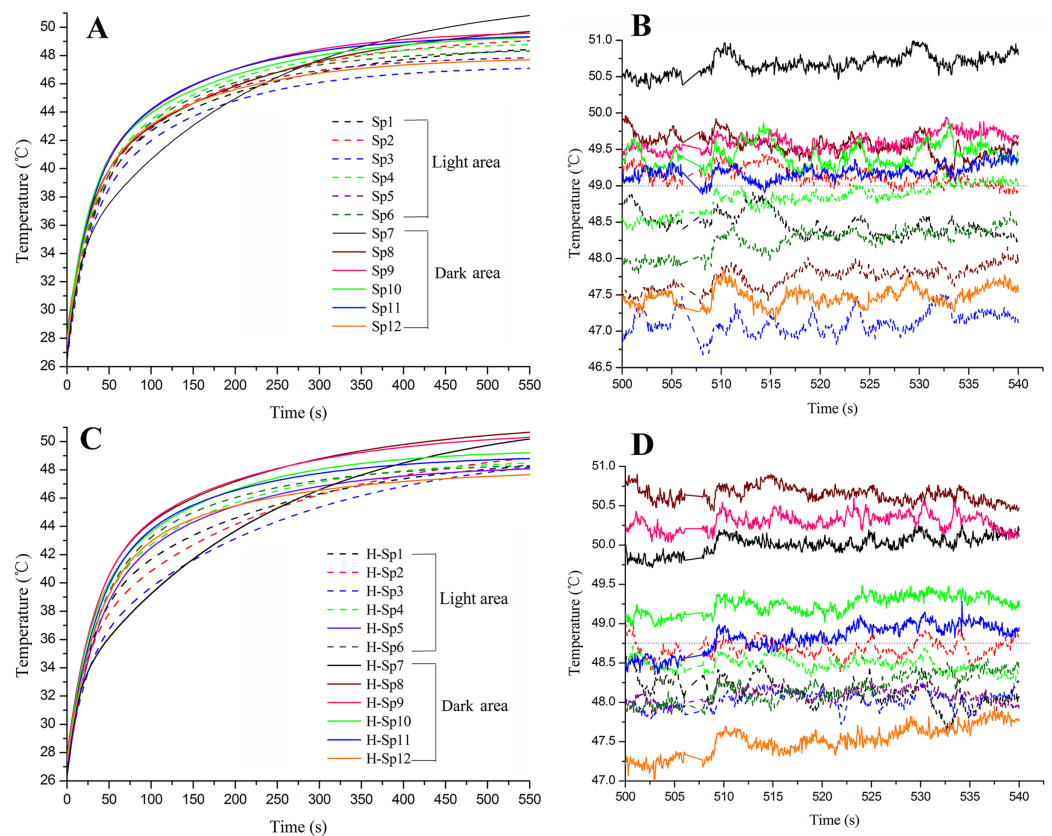 A
Temperature (℃)
50
48
46
44
42
40
38
36
34
32
30
28
26
0 50 100 150 200 250 300 350 400 450 500 550
Time (s)
Sp1
Sp2
Sp3
Sp4
Sp5
Sp6
Light area
Sp7
Sp8
Sp9
Sp10
Sp11
Sp12
Dark area
B
Temperature (℃)
51.0
50.5
50.0
49.5
49.0
48.5
48.0
47.5
47.0
46.5
500 505 510 515 520 525 530 535 540
Time (s)
C
Temperature (℃)
50
48
46
44
42
40
38
36
34
32
30
28
26
0 50 100 150 200 250 300 350 400 450 500 550
Time (s)
H-Sp1
H-Sp2
H-Sp3
H-Sp4
H-Sp5
H-Sp6
Light area
H-Sp7
H-Sp8
H-Sp9
H-Sp10
H-Sp11
H-Sp12
Dark area
D
Temperature (℃)
51.0
50.5
50.0
49.5
49.0
48.5
48.0
47.5
47.0
500 505 510 515 520 525 530 535 540
Time (s)